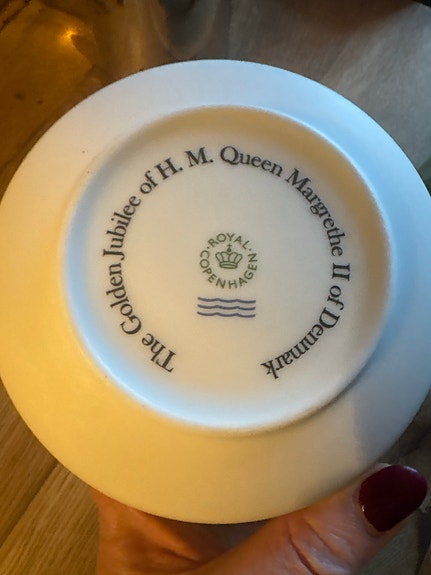 The Golden Jubilee of H. M. Queen Margrethe II of Denmark
ROYAL
COPENHAGEN